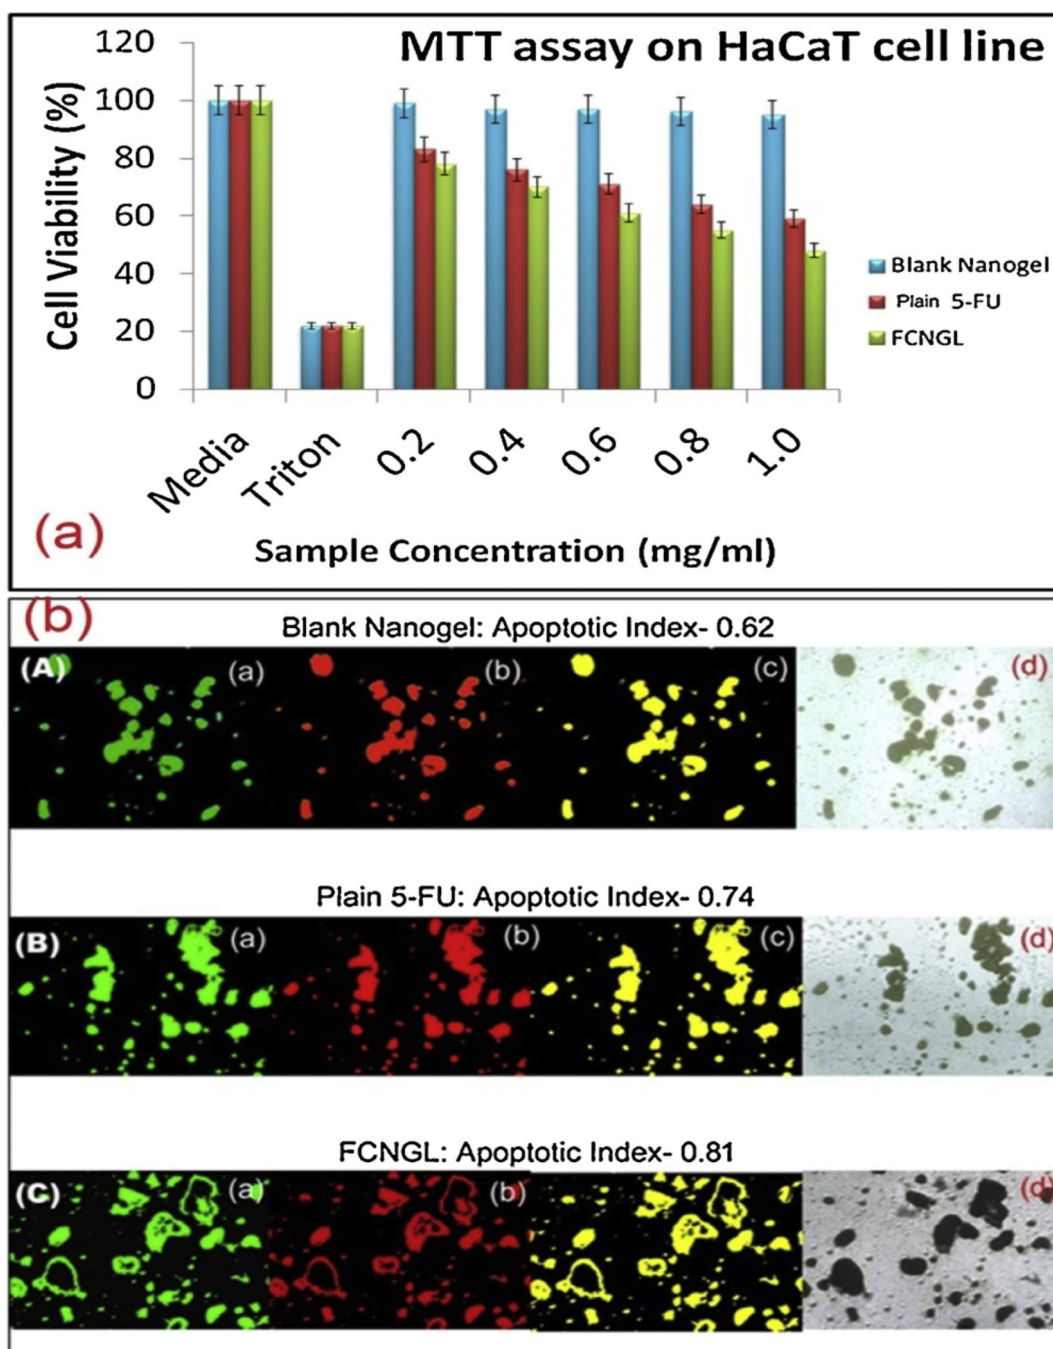 MTT assay on HaCaT cell line
120
100
80
60
40
20
0
Cell Viability (%)
Media
Triton
0.2
0.4
0.6
0.8
1.0
Sample Concentration (mg/ml)
Blank Nanogel
Plain 5-FU
FCNGL
(a)
(b)
Blank Nanogel: Apoptotic Index- 0.62
(A) (a) (b) (c) (d)
Plain 5-FU: Apoptotic Index- 0.74
(B) (a) (b) (c) (d)
FCNGL: Apoptotic Index- 0.81
(C) (a) (b) (c) (d)